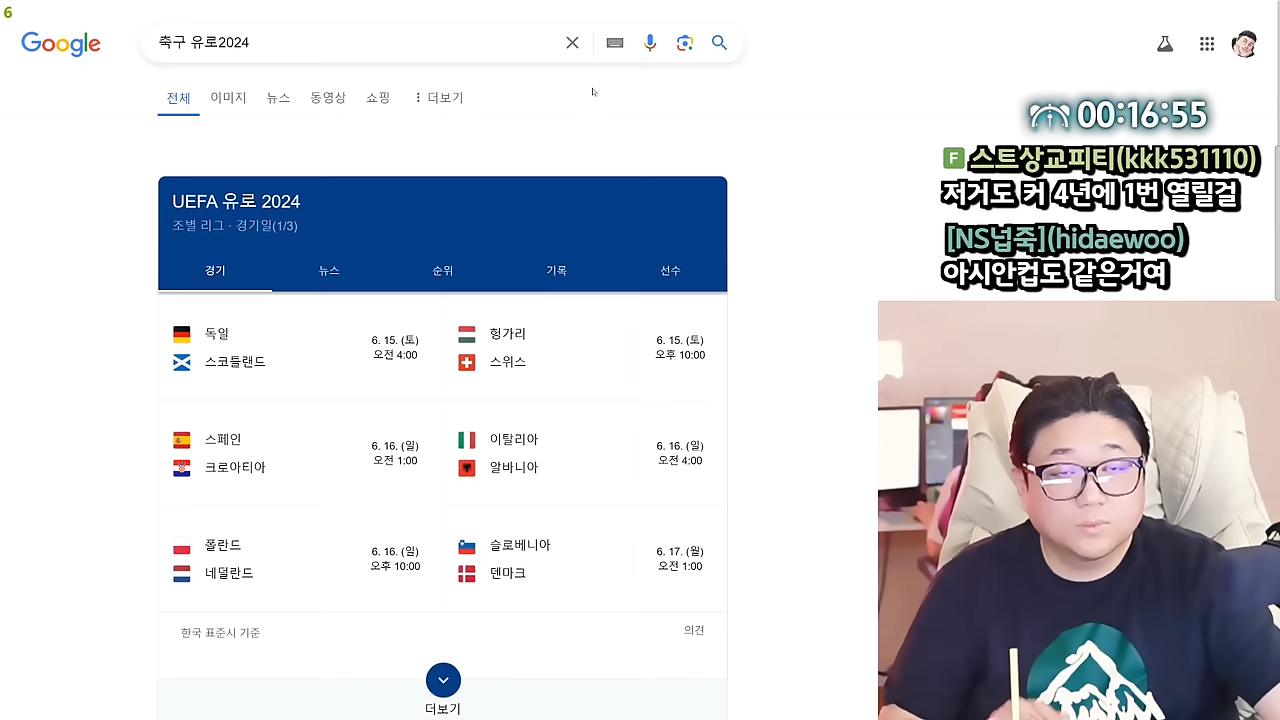 6
Google
축구 유로2024
전체 이미지 뉴스 동영상 쇼핑 더보기
00:16:55
F 스트상교피티(kkk531110)
저거도 커 4년에 1번 열릴걸
[NS넙죽](hidaewoo)
아시안컵도 같은거여
UEFA 유로 2024
조별 리그 · 경기일(1/3)
경기 뉴스 순위 기록 선수
독일
스코틀랜드
6. 15. (토)
오전 4:00
헝가리
스위스
6. 15. (토)
오후 10:00
스페인
크로아티아
6. 16. (일)
오전 1:00
이탈리아
알바니아
6. 16. (일)
오전 4:00
폴란드
네덜란드
6. 16. (일)
오후 10:00
슬로베니아
덴마크
6. 17. (월)
오전 1:00
한국 표준시 기준
의견
더보기